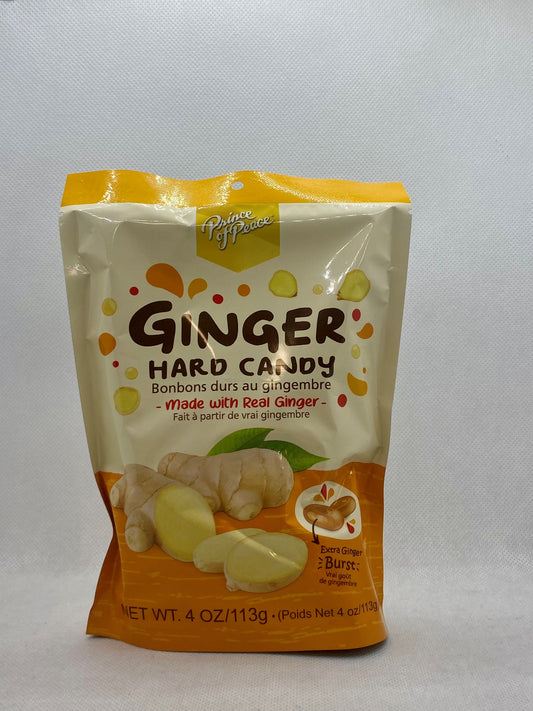 Prince
of Peace
GINGER
HARD CANDY
Bonbons durs au gingembre
- Made with Real Ginger -
Fait à partir de vrai gingembre
Extra Ginger
Burst
Vrai goût
de gingembre
NET WT. 4 OZ/113g • (Poids Net 4 oz/113g